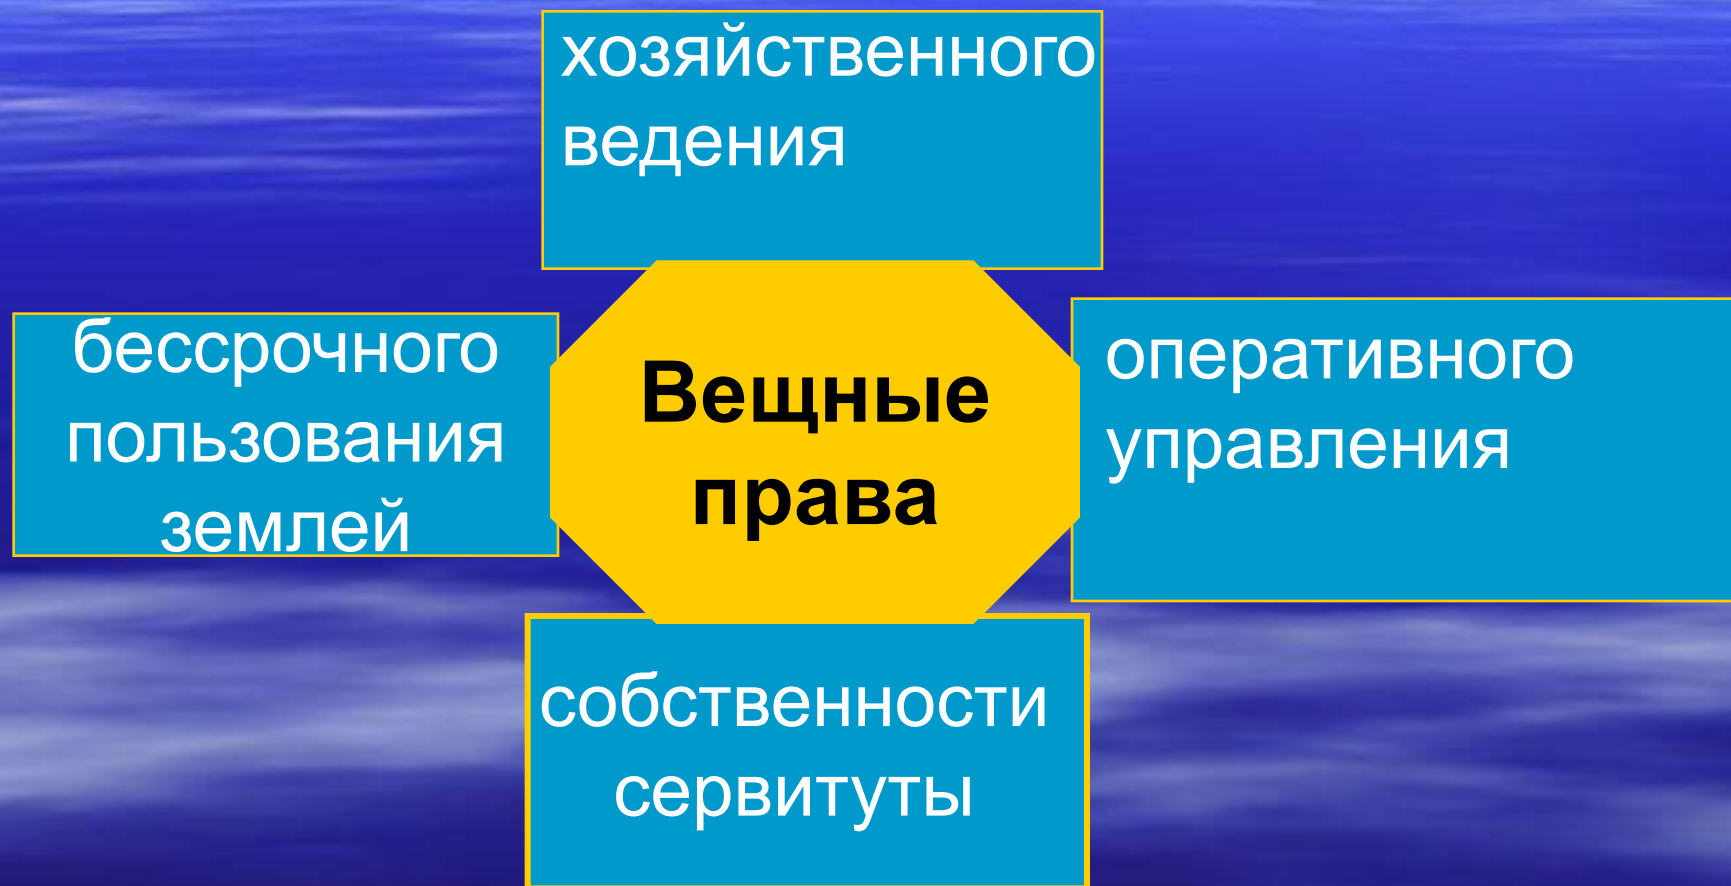 хозяйственного
ведения
бессрочного
пользования
землей
Вещные
права
оперативного
управления
собственности
сервитуты